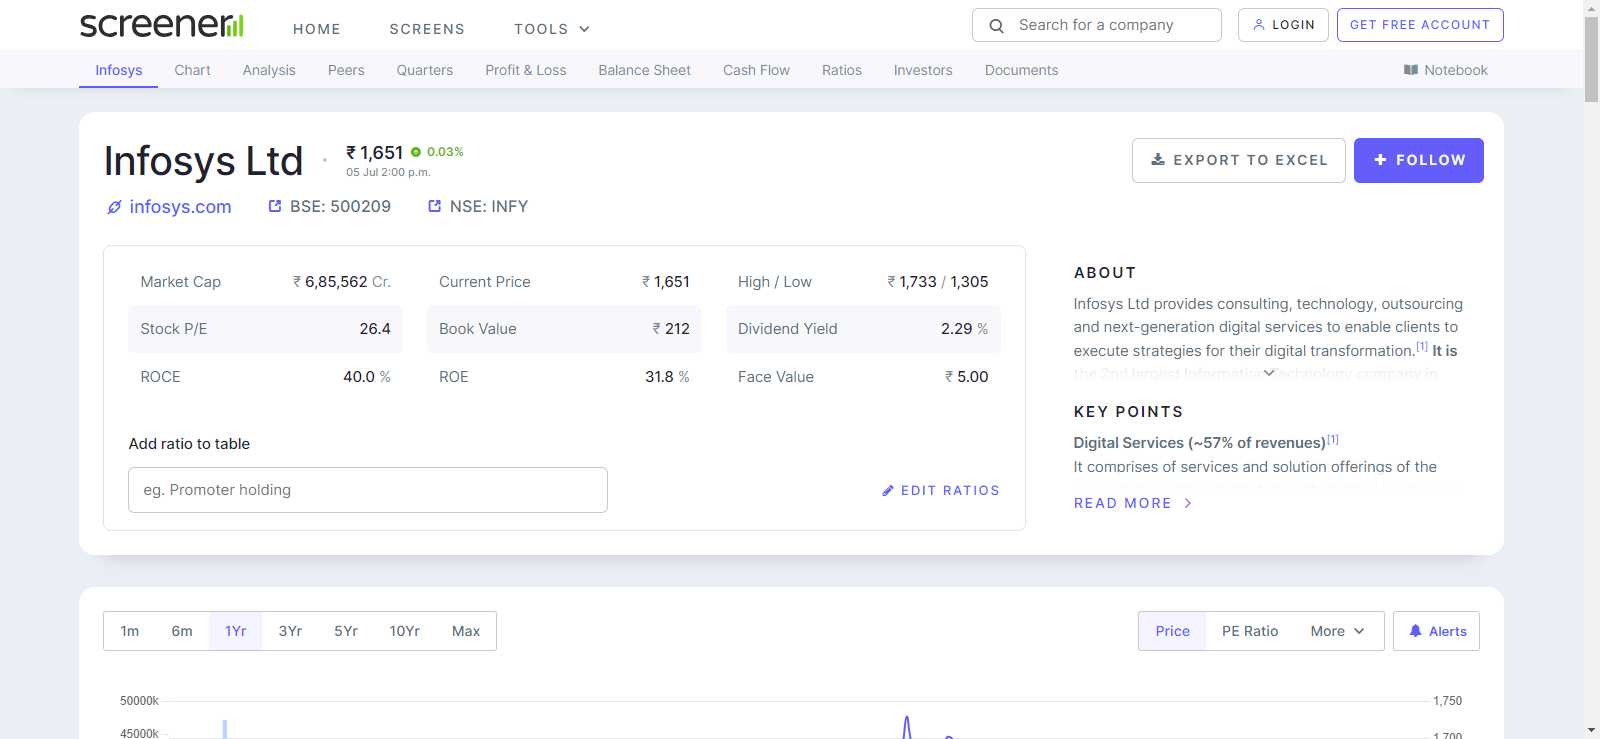 screener
HOME
SCREENS
TOOLS
Search for a company
LOGIN
GET FREE ACCOUNT
Infosys
Chart
Analysis
Peers
Quarters
Profit & Loss
Balance Sheet
Cash Flow
Ratios
Investors
Documents
Notebook
Infosys Ltd
₹ 1,651
0.03%
05 Jul 2:00 p.m.
EXPORT TO EXCEL
FOLLOW
infosys.com
BSE: 500209
NSE: INFY
Market Cap ₹ 6,85,562 Cr.
Current Price ₹ 1,651
High / Low ₹ 1,733 / 1,305
Stock P/E 26.4
Book Value ₹ 212
Dividend Yield 2.29 %
ROCE 40.0 %
ROE 31.8 %
Face Value ₹ 5.00
Add ratio to table
eg. Promoter holding
EDIT RATIOS
ABOUT
Infosys Ltd provides consulting, technology, outsourcing
and next-generation digital services to enable clients to
execute strategies for their digital transformation.[1] It is
the 2nd largest Information Technology company in
KEY POINTS
Digital Services (~57% of revenues)[1]
It comprises of services and solution offerings of the
READ MORE
1m
6m
1Yr
3Yr
5Yr
10Yr
Max
Price
PE Ratio
More
Alerts
50000k
1,750
45000k
1,700